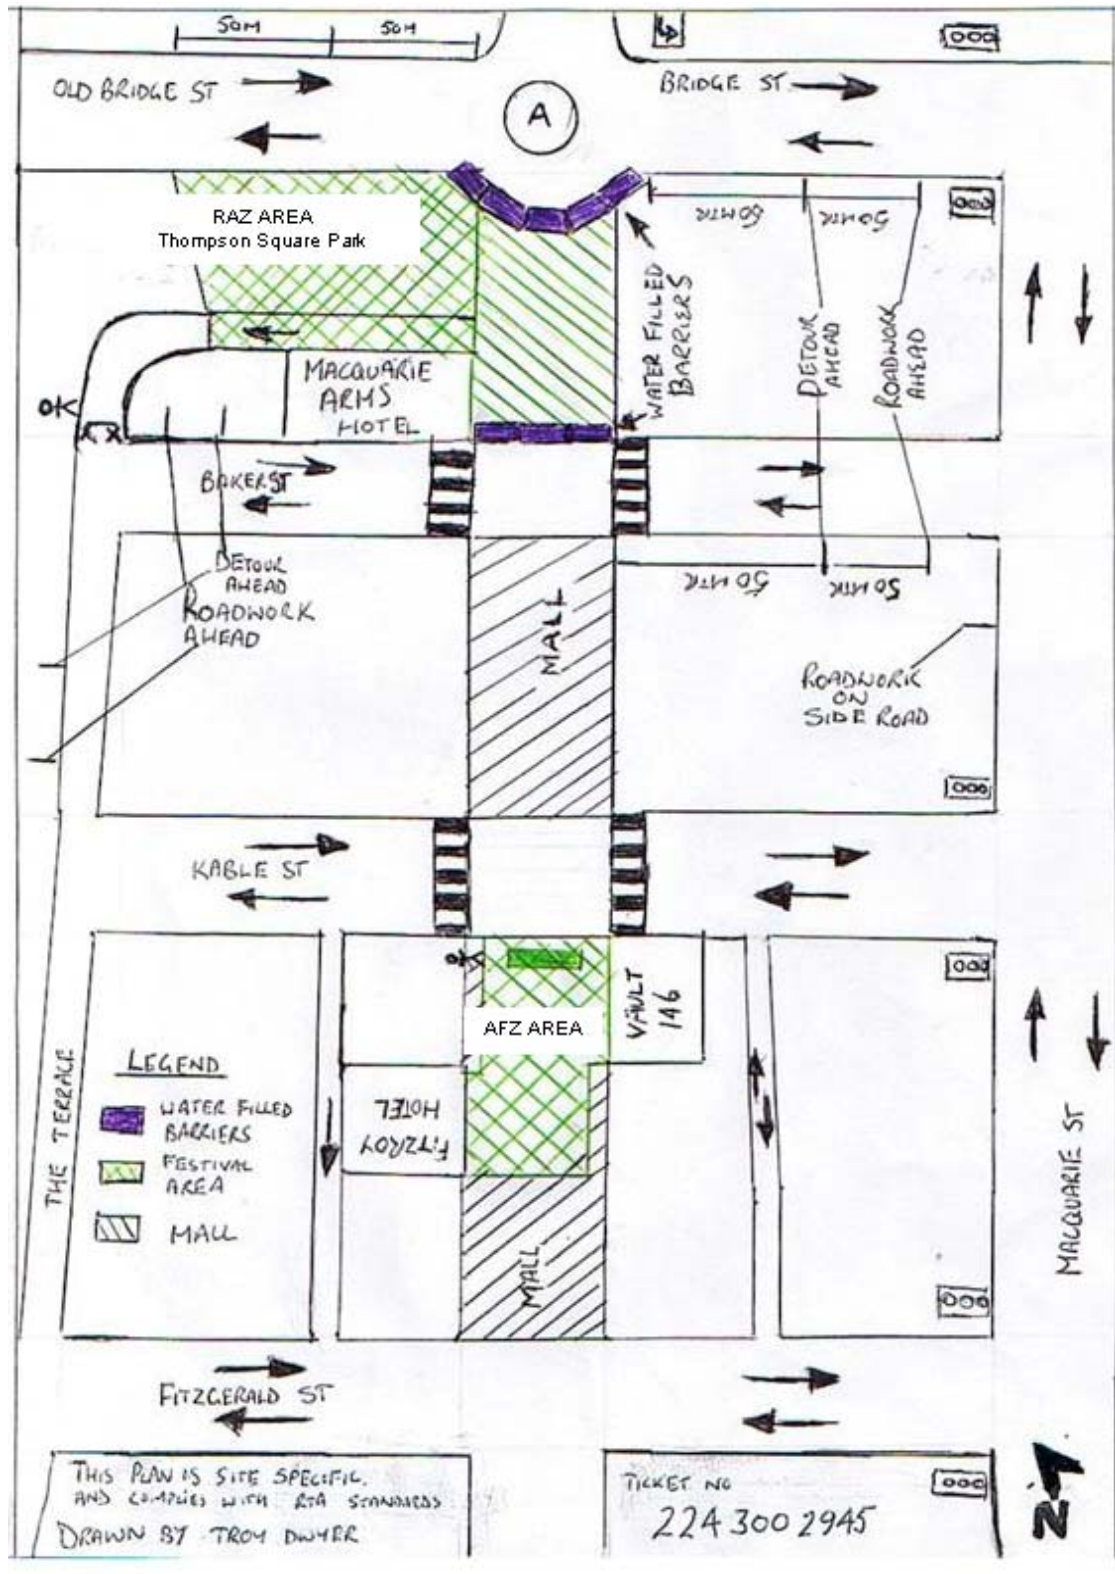 50M
50M
OLD BRIDGE ST
BRIDGE ST.
A
RAZ AREA
Thompson Square Park
50MTR
50MTR
WATER FILLED
BARRIERS
DETOUR
AHEAD
ROADWORK
AHEAD
MACQUARIE
ARMS
HOTEL
BAKER ST
DETOUR
AHEAD
ROADWORK
AHEAD
50 MTR
50 MTR
MALL
ROADWORK
ON
SIDE ROAD
KABLE ST
VAULT
146
AFZ AREA
THE TERRACE
LEGEND
WATER FILLED
BARRIERS
FESTIVAL
AREA
MALL
FITZROY
HOTEL
MALL
MACQUARIE ST
FITZGERALD ST
THIS PLAN IS SITE SPECIFIC.
AND COMPLIES WITH RTA STANDARDS
DRAWN BY TROY DWYER
TICKET NO
224 300 2945
N